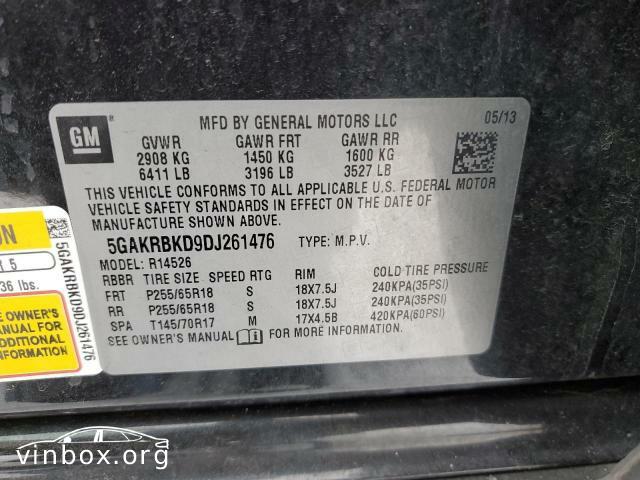 GM
MFD BY GENERAL MOTORS LLC 05/13
GVWR GAWR FRT GAWR RR
2908 KG 1450 KG 1600 KG
6411 LB 3196 LB 3527 LB
THIS VEHICLE CONFORMS TO ALL APPLICABLE U.S. FEDERAL MOTOR
VEHICLE SAFETY STANDARDS IN EFFECT ON THE DATE OF
MANUFACTURE SHOWN ABOVE.
5GAKRBKD9DJ261476 TYPE: M.P.V.
MODEL: R14526
RBBR TIRE SIZE SPEED RTG RIM COLD TIRE PRESSURE
FRT P255/65R18 S 18X7.5J 240KPA(35PSI)
RR P255/65R18 S 18X7.5J 240KPA(35PSI)
SPA T145/70R17 M 17X4.5B 420KPA(60PSI)
SEE OWNER'S MANUAL FOR MORE INFORMATION
ON
5
36 lbs.
OWNER'S
MANUAL FOR
ADDITIONAL
INFORMATION
5GAKRBKD9DJ261476
vinbox.org